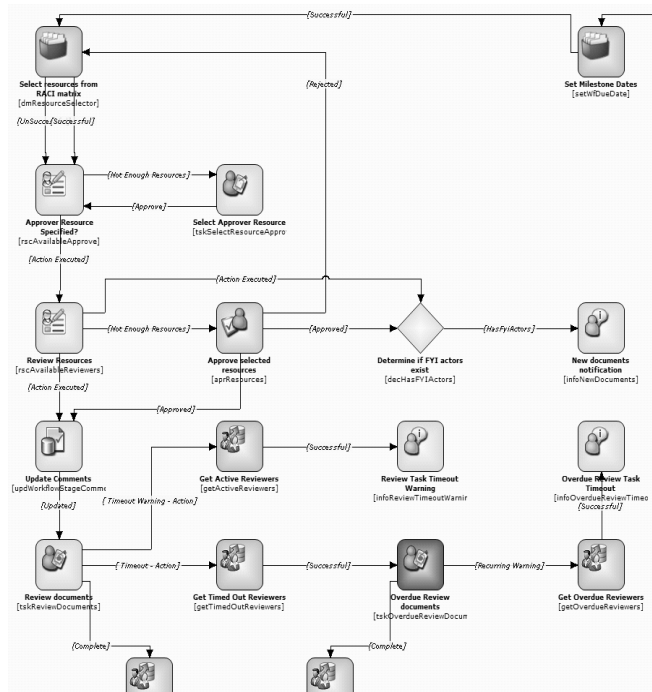 {Successful}
{Rejected}
Select resources from
RACI matrix
[dmResourceSelector]
Set Milestone Dates
[setWfDueDate]
{UnSucce{Successful}
{Not Enough Resources}
{Approve}
Approver Resource
Specified?
[rscAvailableApprove]
Select Approver Resource
[tskSelectResourceAppro
{Action Executed}
{Action Executed}
{Not Enough Resources}
{Approved}
{HasFyiActors}
Review Resources
[rscAvailableReviewers]
Approve selected
resources
[aprResources]
Determine if FYI actors
exist
[decHasFYIActors]
New documents
notification
[infoNewDocuments]
{Action Executed}
{Approved}
{Successful}
Update Comments
[updWorkflowStageComme
Get Active Reviewers
[getActiveReviewers]
Review Task Timeout
Warning
[infoReviewTimeoutWarnir
Overdue Review Task
Timeout
[infoOverdueReviewTimeo
{Updated}
{ Timeout Warning - Action}
{Successful}
{ Timeout - Action}
{Successful}
{Recurring Warning}
Review documents
[tskReviewDocuments]
Get Timed Out Reviewers
[getTimedOutReviewers]
Overdue Review
documents
[tskOverdueReviewDocum
Get Overdue Reviewers
[getOverdueReviewers]
{Complete}
{Complete}